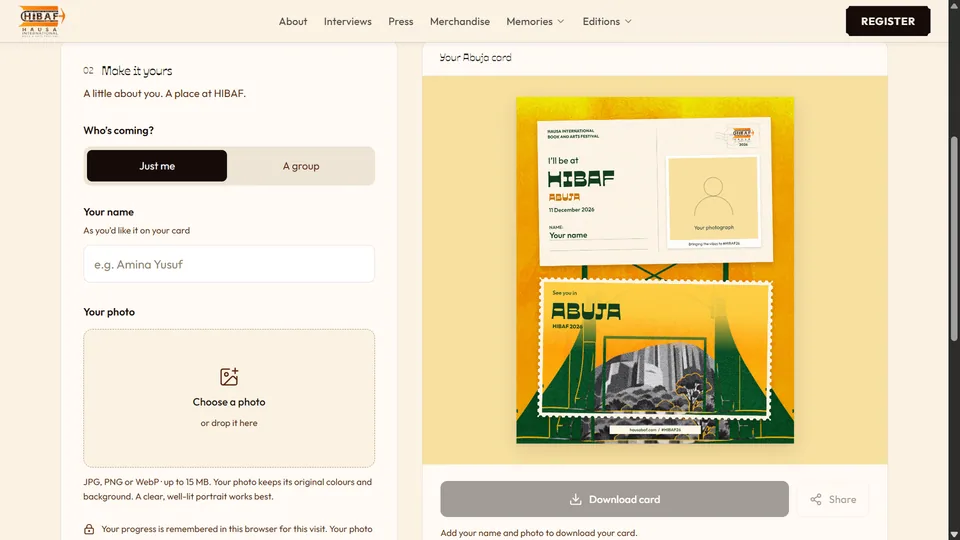 HIBAF
HAUSA
INTERNATIONAL
About
Interviews
Press
Merchandise
Memories
Editions
REGISTER
02 Make it yours
A little about you. A place at HIBAF.
Who's coming?
Just me
A group
Your name
As you'd like it on your card
e.g. Amina Yusuf
Your photo
Choose a photo
or drop it here
JPG, PNG or WebP · up to 15 MB. Your photo keeps its original colours and
background. A clear, well-lit portrait works best.
Your progress is remembered in this browser for this visit. Your photo
Your Abuja card
HAUSA INTERNATIONAL
BOOK AND ARTS FESTIVAL
I'll be at
HIBAF
ABUJA
11 December 2026
NAME:
Your name
HIBAF
2026
Your photograph
Bringing the vibes to #HIBAF26
See you in
ABUJA
HIBAF 2026
hausabaf.com / #HIBAF26
Download card
Share
Add your name and photo to download your card.